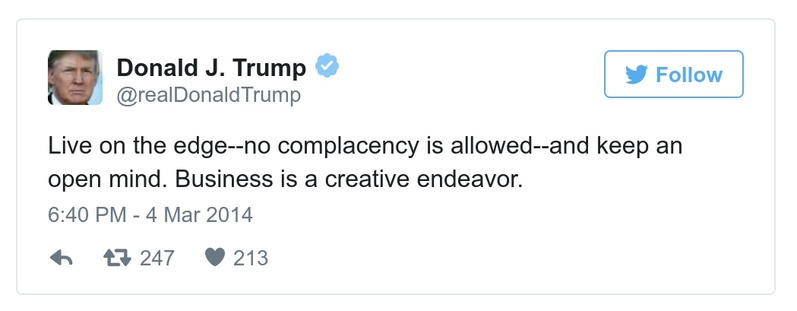 Donald J. Trump
Follow
@realDonaldTrump
Live on the edge--no complacency is allowed--and keep an
open mind. Business is a creative endeavor.
6:40 PM - 4 Mar 2014
247 213